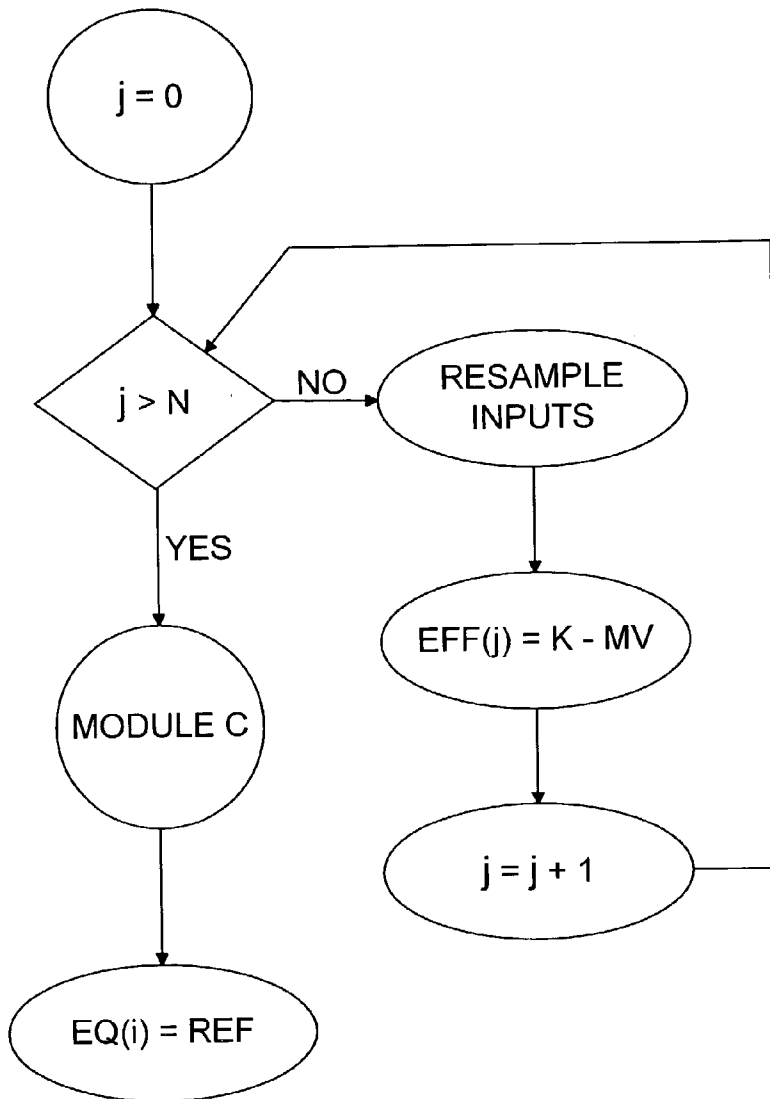 j = 0
j > N
NO
RESAMPLE
INPUTS
YES
EFF(j) = K - MV
MODULE C
j = j + 1
EQ(i) = REF